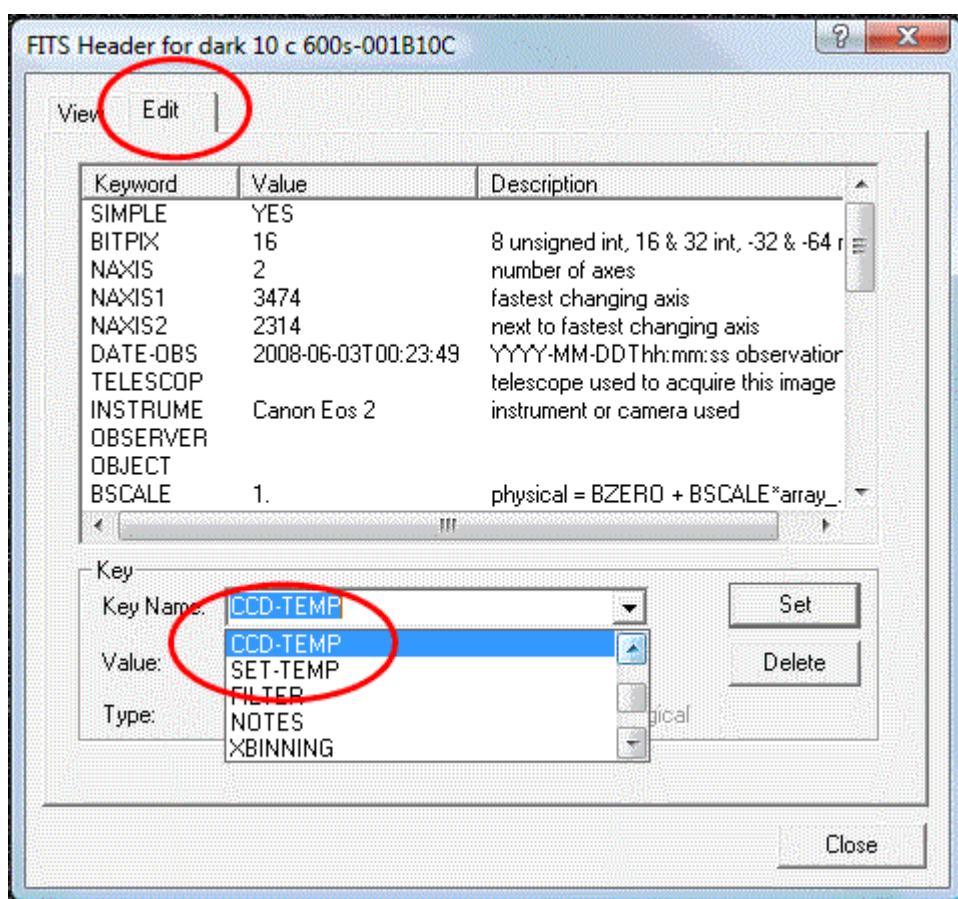 FITS Header for dark 10 c 600s-001B10C
View Edit
Keyword Value Description
SIMPLE YES
BITPIX 16 8 unsigned int, 16 & 32 int, -32 & -64 r
NAXIS 2 number of axes
NAXIS1 3474 fastest changing axis
NAXIS2 2314 next to fastest changing axis
DATE-OBS 2008-06-03T00:23:49 YYYY-MM-DDThh:mm:ss observation
TELESCOP telescope used to acquire this image
INSTRUME Canon Eos 2 instrument or camera used
OBSERVER
OBJECT
BSCALE 1. physical = BZERO + BSCALE*array_.
Key
Key Name: CCD-TEMP Set
CCD-TEMP
Value: SET-TEMP Delete
FILTER
Type: NOTES gical
XBINNING
Close